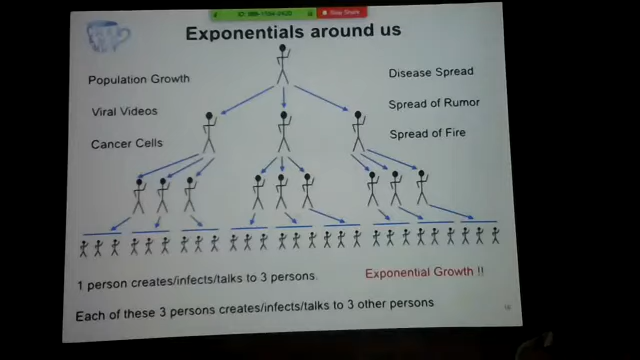 Stop Share
Exponentials around us
Population Growth
Disease Spread
Viral Videos
Spread of Rumor
Cancer Cells
Spread of Fire
1 person creates/infects/talks to 3 persons.
Exponential Growth !!
Each of these 3 persons creates/infects/talks to 3 other persons